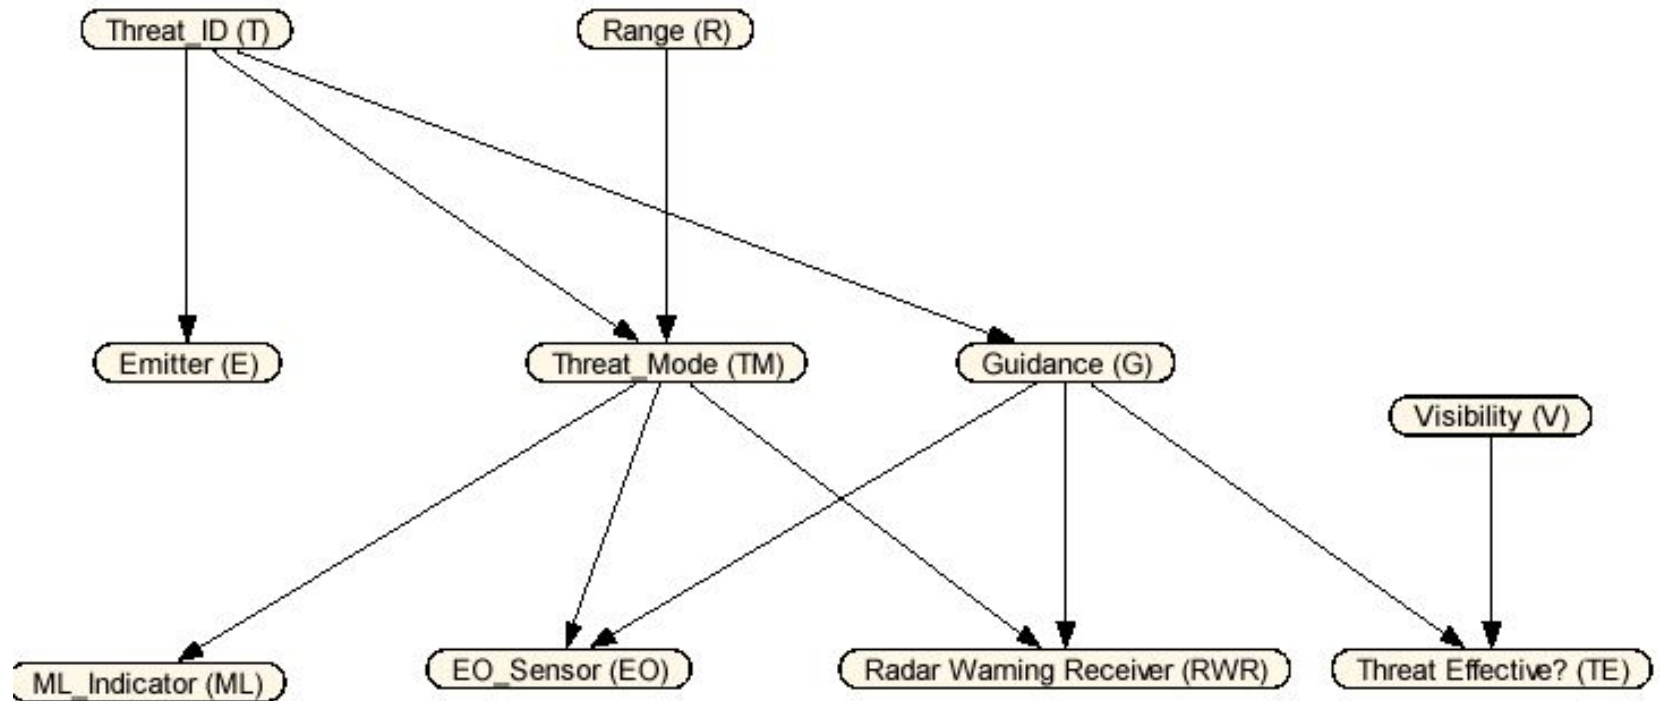 Threat_ID (T)
Range (R)
Emitter (E)
Threat_Mode (TM)
Guidance (G)
Visibility (V)
ML_Indicator (ML)
EO_Sensor (EO)
Radar Warning Receiver (RWR)
Threat Effective? (TE)